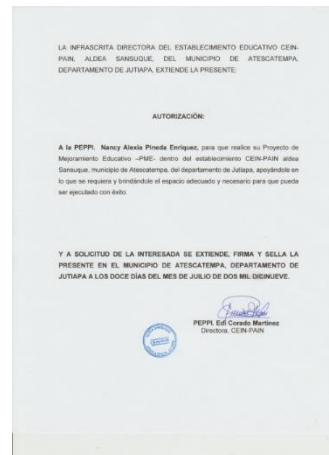 LA INFRASCRITA DIRECTORA DEL ESTABLECIMIENTO EDUCATIVO CEIN-
PAIN, ALDEA SANSUQUE, DEL MUNICIPIO DE ATESCATEMPA,
DEPARTAMENTO DE JUTIAPA, EXTIENDE LA PRESENTE:
AUTORIZACIÓN:
A la PEPPI. Nancy Alexia Pineda Enríquez, para que realice su Proyecto de
Mejoramiento Educativo –PME- dentro del establecimiento CEIN-PAIN aldea
Sansuque, municipio de Atescatempa, del departamento de Jutiapa, apoyándole en
lo que se requiera y brindándole el espacio adecuado y necesario para que pueda
ser ejecutado con éxito.
Y A SOLICITUD DE LA INTERESADA SE EXTIENDE, FIRMA Y SELLA LA
PRESENTE EN EL MUNICIPIO DE ATESCATEMPA, DEPARTAMENTO DE
JUTIAPA A LOS DOCE DÍAS DEL MES DE JUILIO DE DOS MIL DIDINUEVE.
PEPPI. Edi Corado Martínez
Directora, CEIN-PAIN